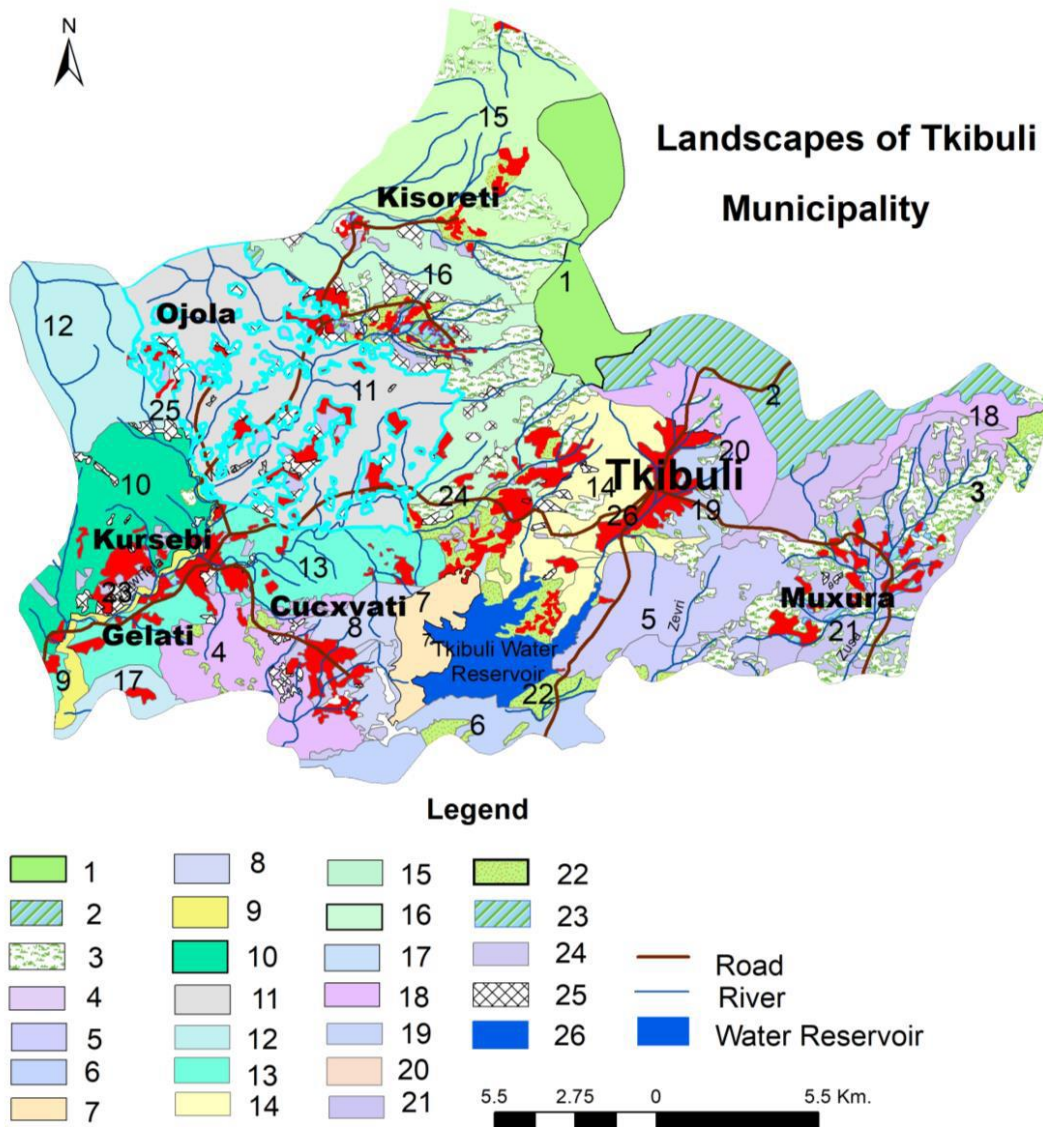 N
Landscapes of Tkibuli
Municipality
15
Kisoreti
16
1
12
Ojola
11
2
25
18
20
10
Tkibuli
14
3
24
26
19
Kursebi
13
23
Cucxvati
7
5
Zevri
Muxura
Gelati
8
7
21
4
Tkibuli Water
Zusa
Reservoir
9
17
22
6
Legend
1 8 15 22
2 9 16 23
3 10 17 24
4 11 18 25
5 12 19 26
6 13 20
7 14 21
Road
River
Water Reservoir
5.5 2.75 0 5.5 Km.